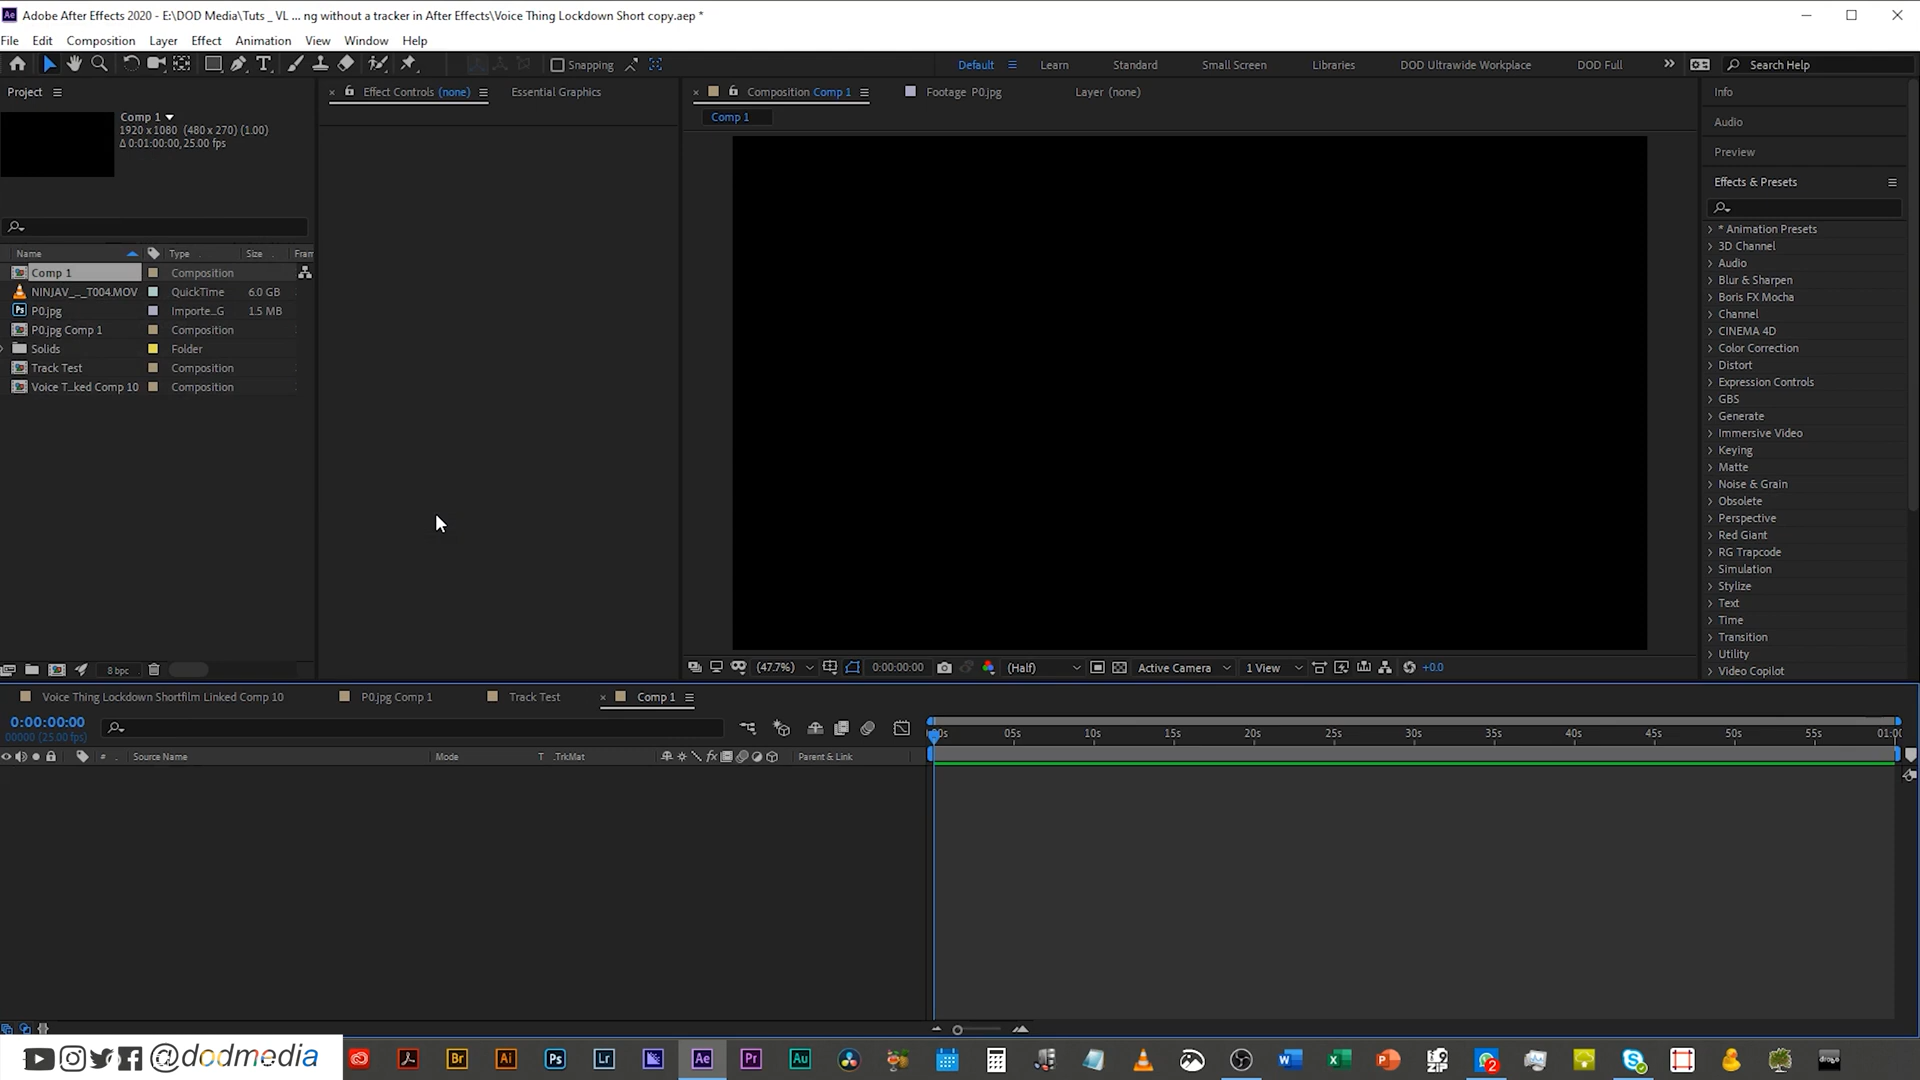 Adobe After Effects 2020 - E:\DOD Media\Tuts _ VL ... ng without a tracker in After Effects\Voice Thing Lockdown Short copy.aep *
File Edit Composition Layer Effect Animation View Window Help
Snapping
Default Learn Standard Small Screen Libraries DOD Ultrawide Workplace DOD Full Search Help
Project
Effect Controls (none) Essential Graphics
Composition Comp 1 Footage P0.jpg Layer (none)
Comp 1
Comp 1
1920 x 1080 (480 x 270) (1.00)
Δ 0:01:00:00, 25.00 fps
Name Type Size Fram
Comp 1 Composition
NINJAV_..._T004.MOV QuickTime 6.0 GB
P0.jpg Importe...G 1.5 MB
P0.jpg Comp 1 Composition
Solids Folder
Track Test Composition
Voice T...ked Comp 10 Composition
8 bpc
(47.7%) 0:00:00:00 (Half) Active Camera 1 View +0.0
Info
Audio
Preview
Effects & Presets
* Animation Presets
3D Channel
Audio
Blur & Sharpen
Boris FX Mocha
Channel
CINEMA 4D
Color Correction
Distort
Expression Controls
GBS
Generate
Immersive Video
Keying
Matte
Noise & Grain
Obsolete
Perspective
Red Giant
RG Trapcode
Simulation
Stylize
Text
Time
Transition
Utility
Video Copilot
Voice Thing Lockdown Shortfilm Linked Comp 10 P0.jpg Comp 1 Track Test Comp 1
0:00:00:00
00000 (25.00 fps)
05s 10s 15s 20s 25s 30s 35s 40s 45s 50s 55s 01:00
# Source Name Mode T .TrkMat fx Parent & Link
@dodmedia
Br Ai Ps Lr Ae Pr Au
ZIP 2